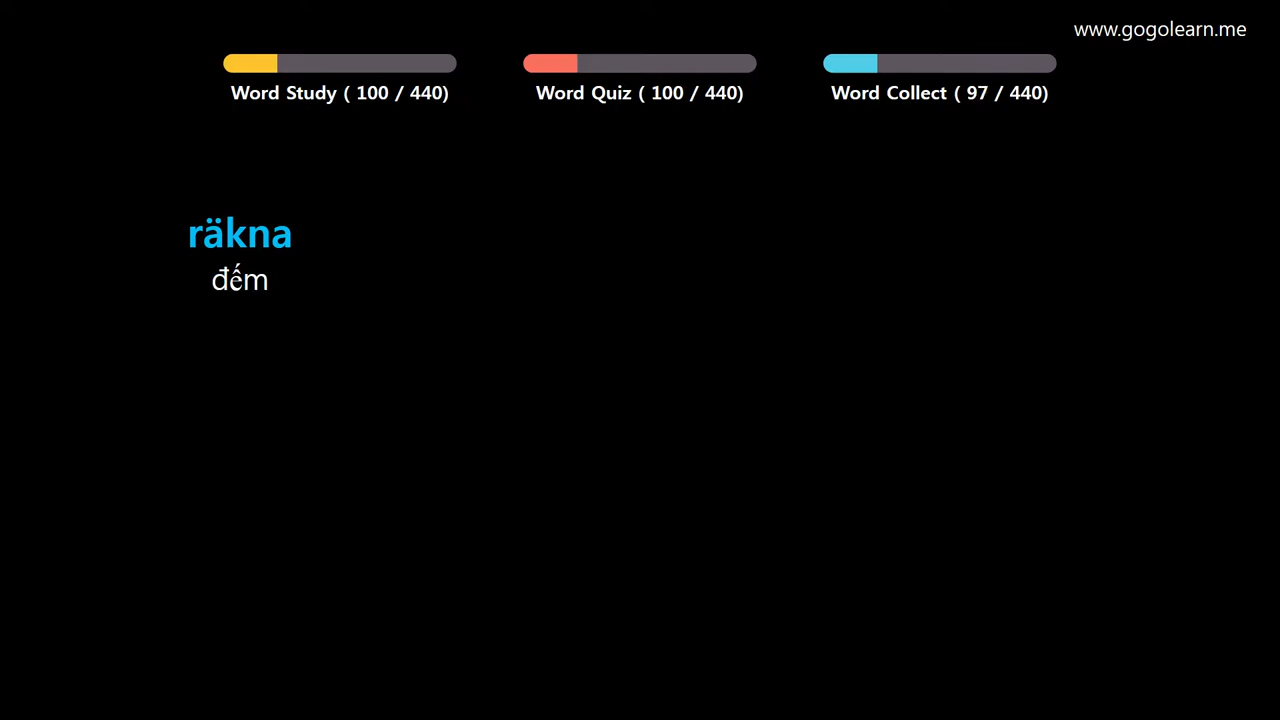 www.gogolearn.me
Word Study ( 100 / 440)
Word Quiz ( 100 / 440)
Word Collect ( 97 / 440)
räkna
đếm